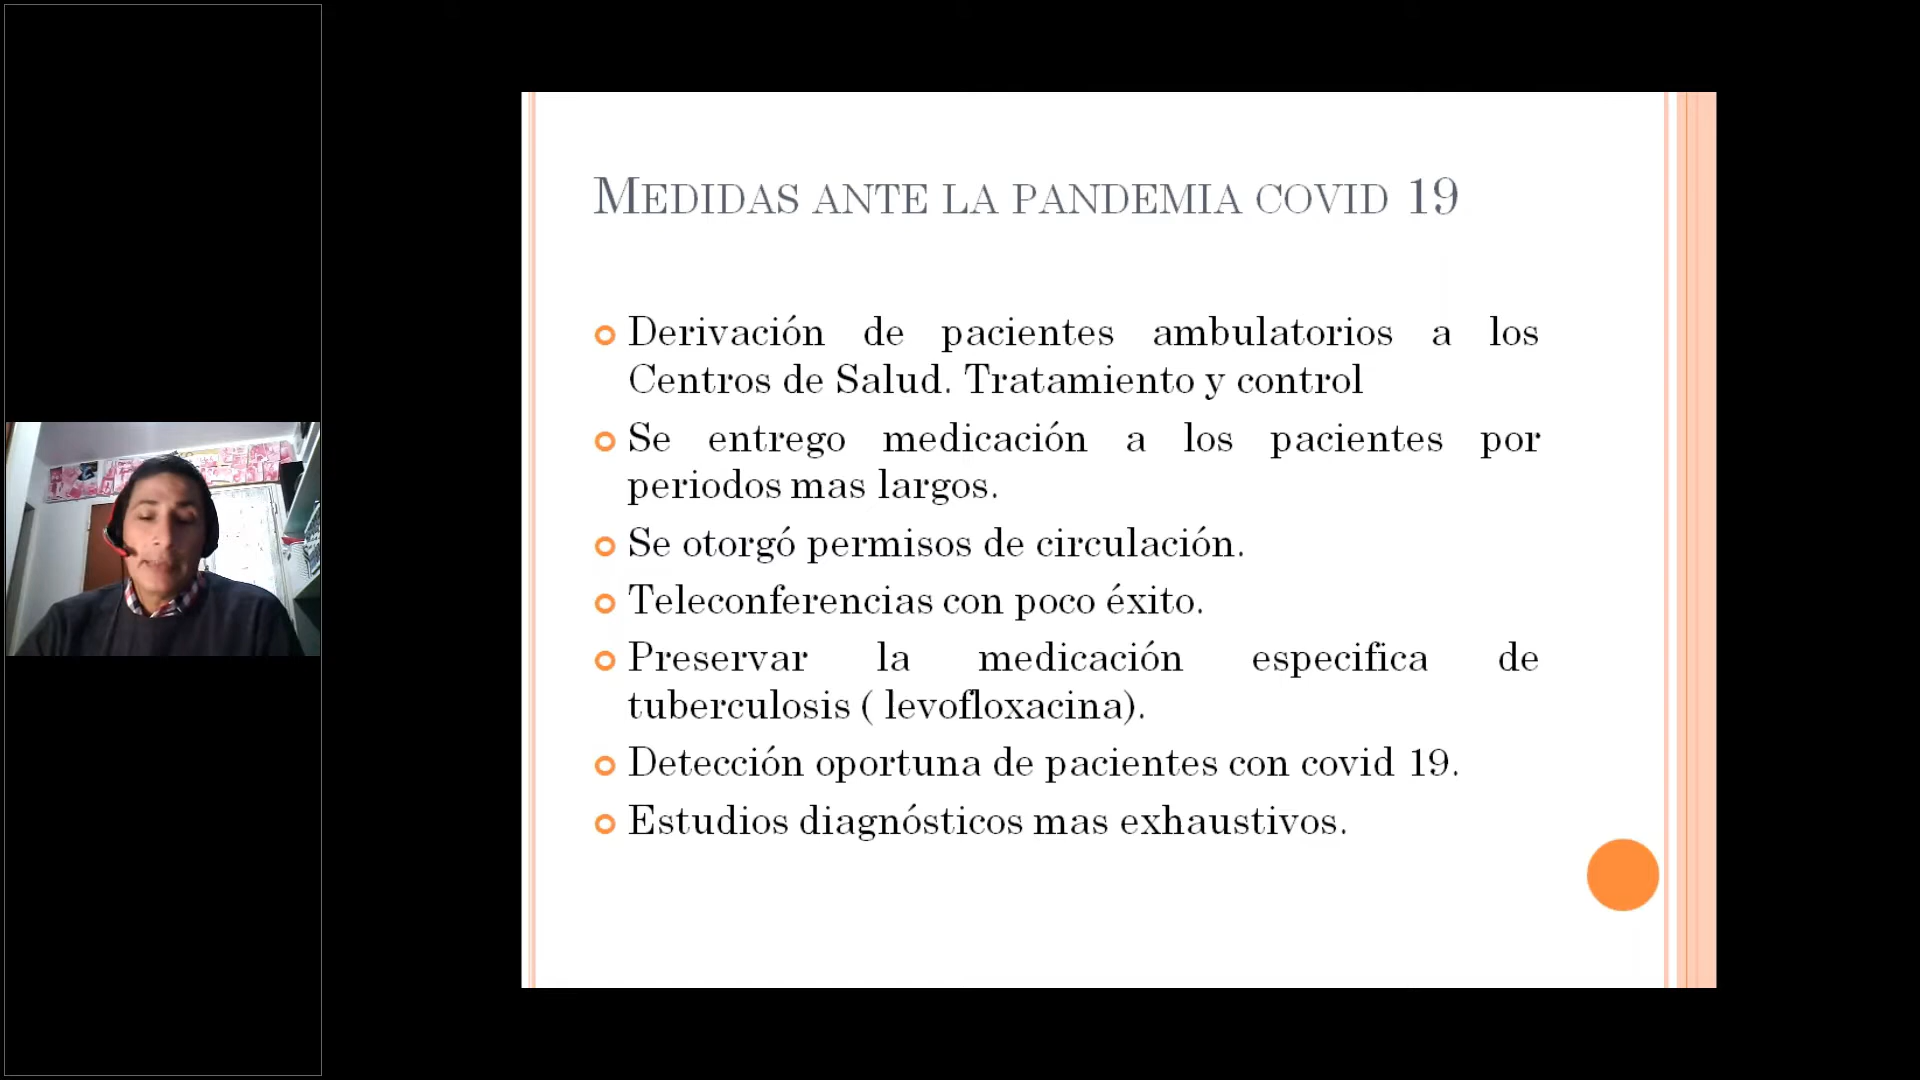 MEDIDAS ANTE LA PANDEMIA COVID 19
Derivación de pacientes ambulatorios a los
Centros de Salud. Tratamiento y control
Se entrego medicación a los pacientes por
periodos mas largos.
Se otorgó permisos de circulación.
Teleconferencias con poco éxito.
Preservar la medicación especifica de
tuberculosis ( levofloxacina).
Detección oportuna de pacientes con covid 19.
Estudios diagnósticos mas exhaustivos.